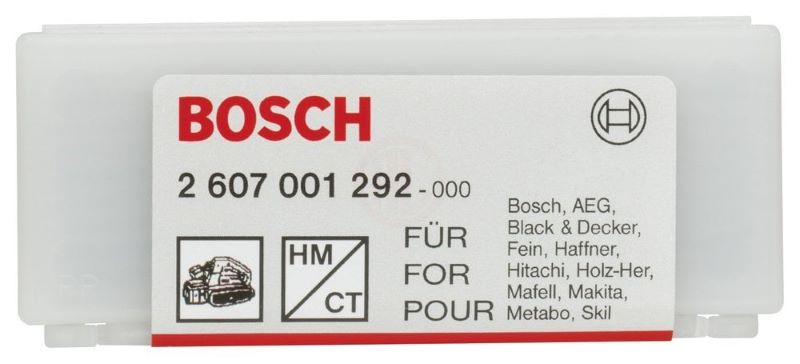 BOSCH
2 607 001 292 - 000
HM
CT
FÜR
FOR
POUR
Bosch, AEG,
Black & Decker,
Fein, Haffner,
Hitachi, Holz-Her,
Mafell, Makita,
Metabo, Skil